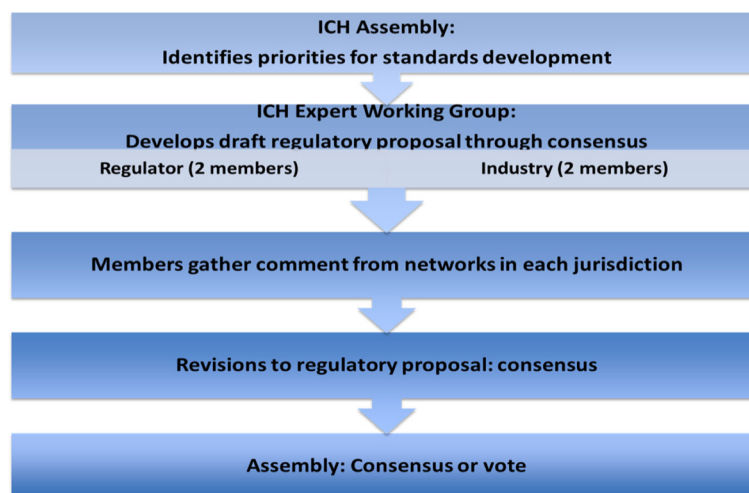 ICH Assembly:
Identifies priorities for standards development
ICH Expert Working Group:
Develops draft regulatory proposal through consensus
Regulator (2 members) Industry (2 members)
Members gather comment from networks in each jurisdiction
Revisions to regulatory proposal: consensus
Assembly: Consensus or vote